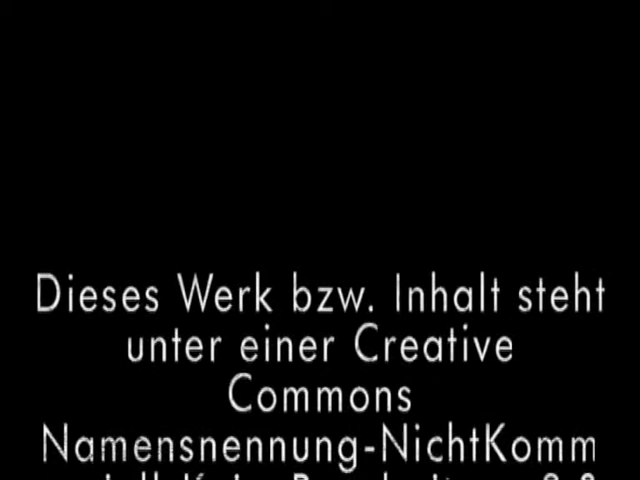 Dieses Werk bzw. Inhalt steht
unter einer Creative
Commons
Namensnennung-NichtKomm